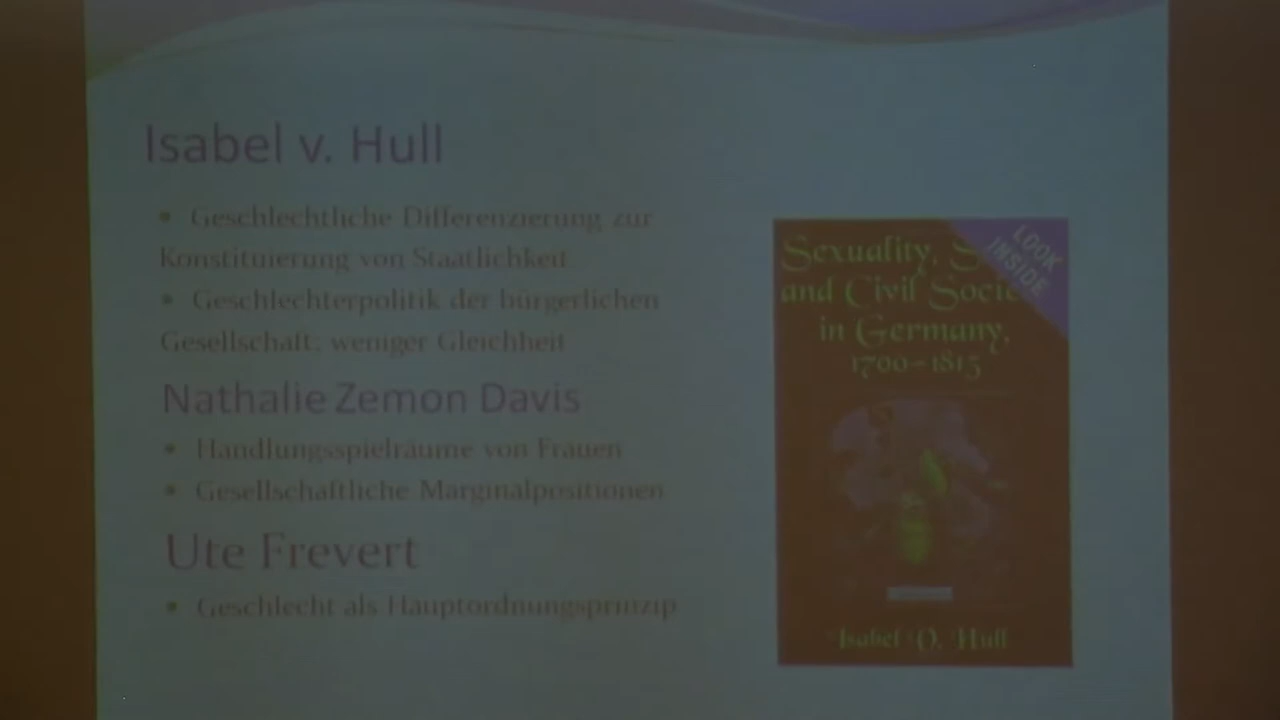 Isabel v. Hull
• Geschlechtliche Differenzierung zur
Konstituierung von Staatlichkeit
• Geschlechterpolitik der bürgerlichen
Gesellschaft: weniger Gleichheit
Nathalie Zemon Davis
• Handlungsspielräume von Frauen
• Gesellschaftliche Marginalpositionen
Ute Frevert
• Geschlecht als Hauptordnungsprinzip
LOOK
INSIDE
Sexuality, S
and Civil Socie
in Germany,
1700–1815
Isabel V. Hull